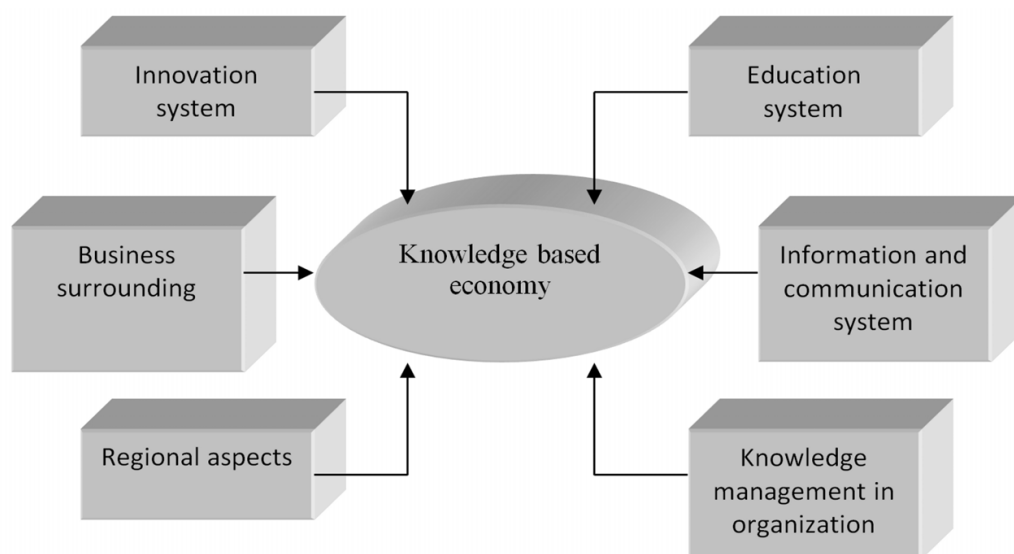 Innovation
system
Education
system
Business
surrounding
Knowledge based
economy
Information and
communication
system
Regional aspects
Knowledge
management in
organization